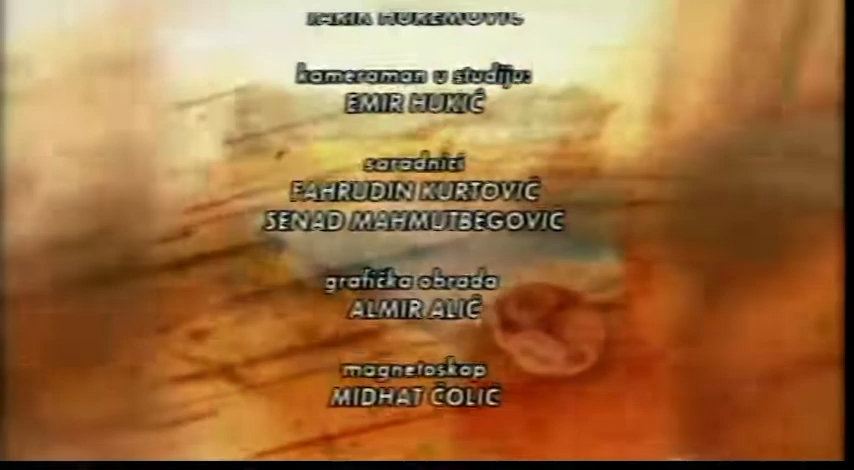 kameraman u studiju:
EMIR HUKIĆ
saradnici
FAHRUDIN KURTOVIĆ
SENAD MAHMUTBEGOVIĆ
grafička obrada
ALMIR ALIĆ
magnetoskop
MIDHAT ČOLIĆ